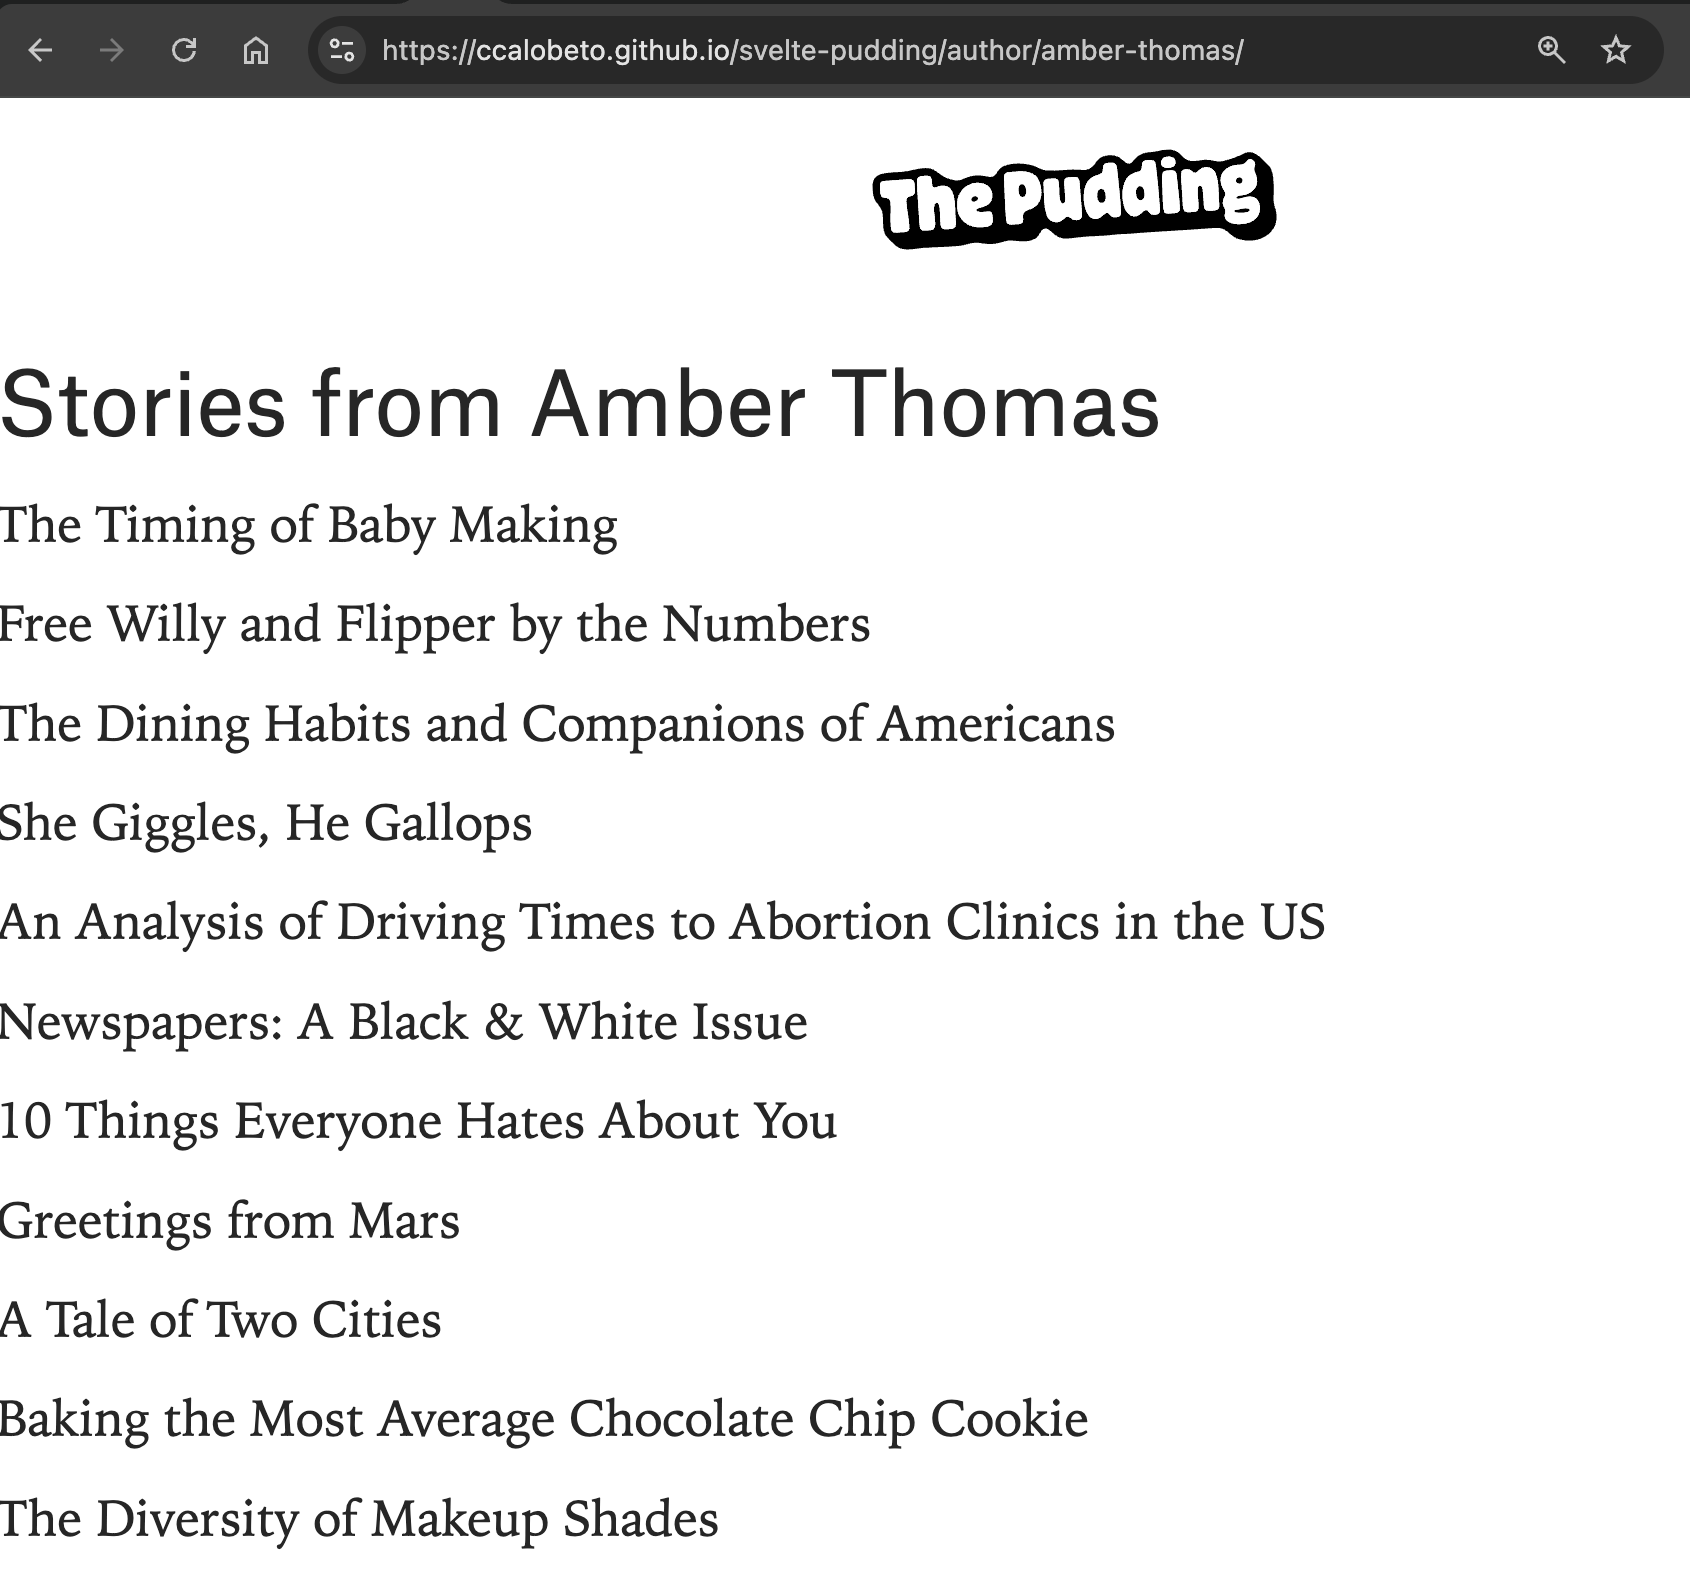 https://ccalobeto.github.io/svelte-pudding/author/amber-thomas/
The Pudding
Stories from Amber Thomas
The Timing of Baby Making
Free Willy and Flipper by the Numbers
The Dining Habits and Companions of Americans
She Giggles, He Gallops
An Analysis of Driving Times to Abortion Clinics in the US
Newspapers: A Black & White Issue
10 Things Everyone Hates About You
Greetings from Mars
A Tale of Two Cities
Baking the Most Average Chocolate Chip Cookie
The Diversity of Makeup Shades